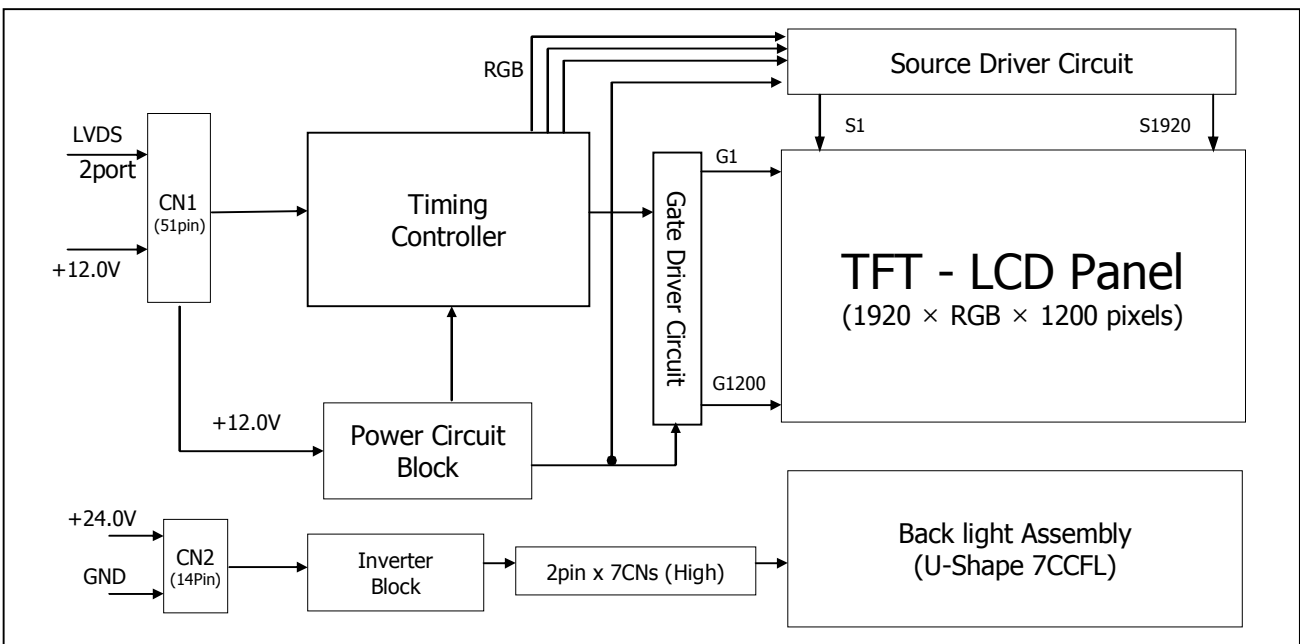 RGB
Source Driver Circuit
S1
S1920
LVDS
2port
CN1
(51pin)
+12.0V
Timing
Controller
Gate Driver Circuit
G1
G1200
TFT - LCD Panel
(1920 × RGB × 1200 pixels)
+12.0V
Power Circuit
Block
+24.0V
GND
CN2
(14Pin)
Inverter
Block
2pin x 7CNs (High)
Back light Assembly
(U-Shape 7CCFL)